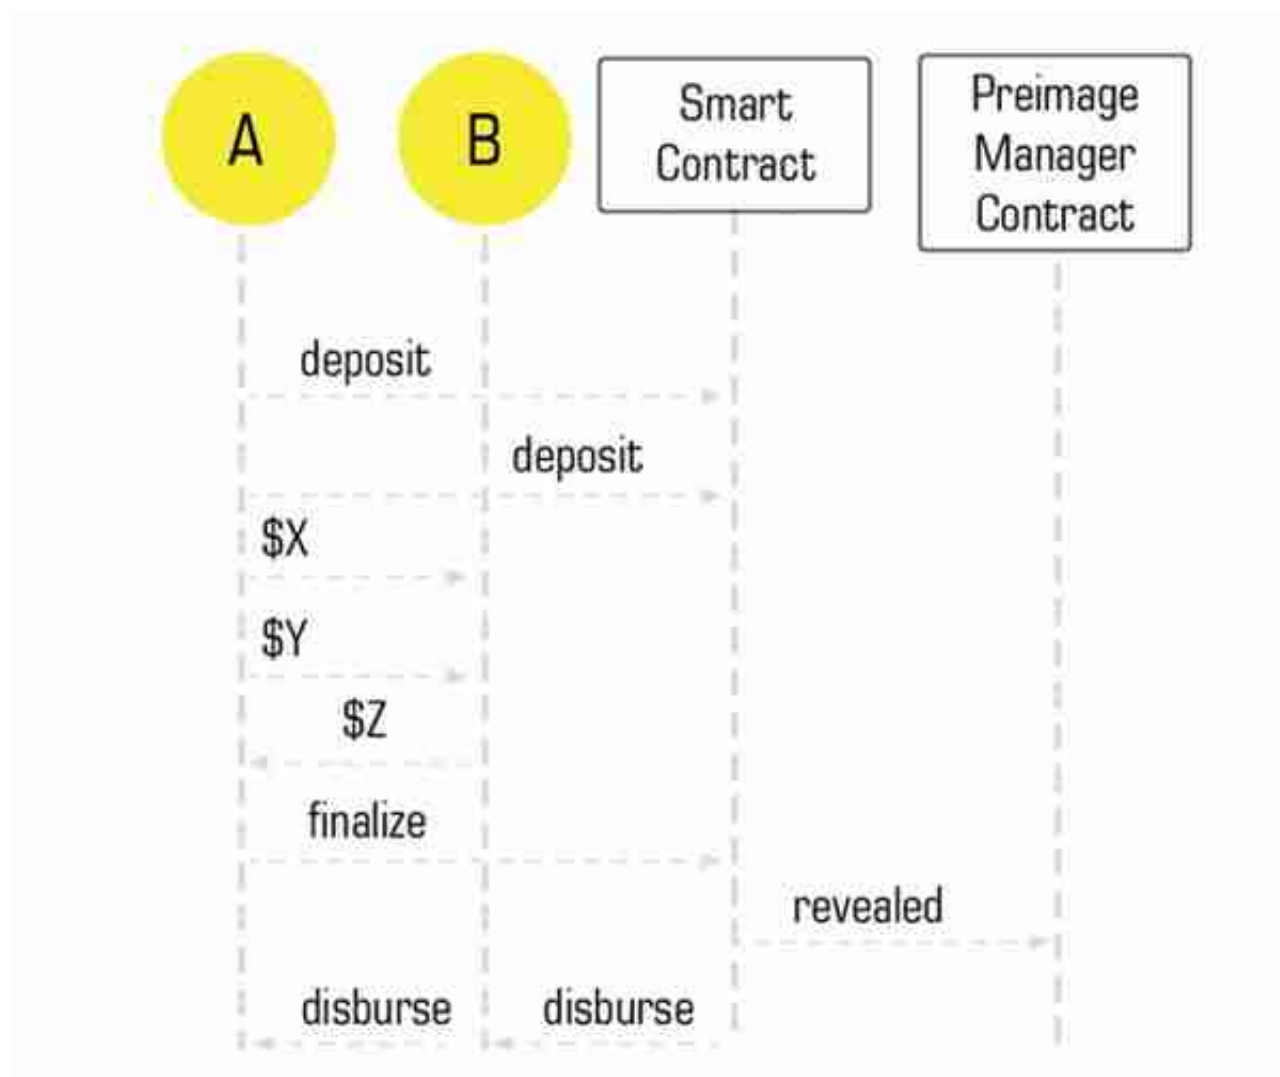 A
B
Smart
Contract
Preimage
Manager
Contract
deposit
deposit
$X
$Y
$Z
finalize
revealed
disburse
disburse